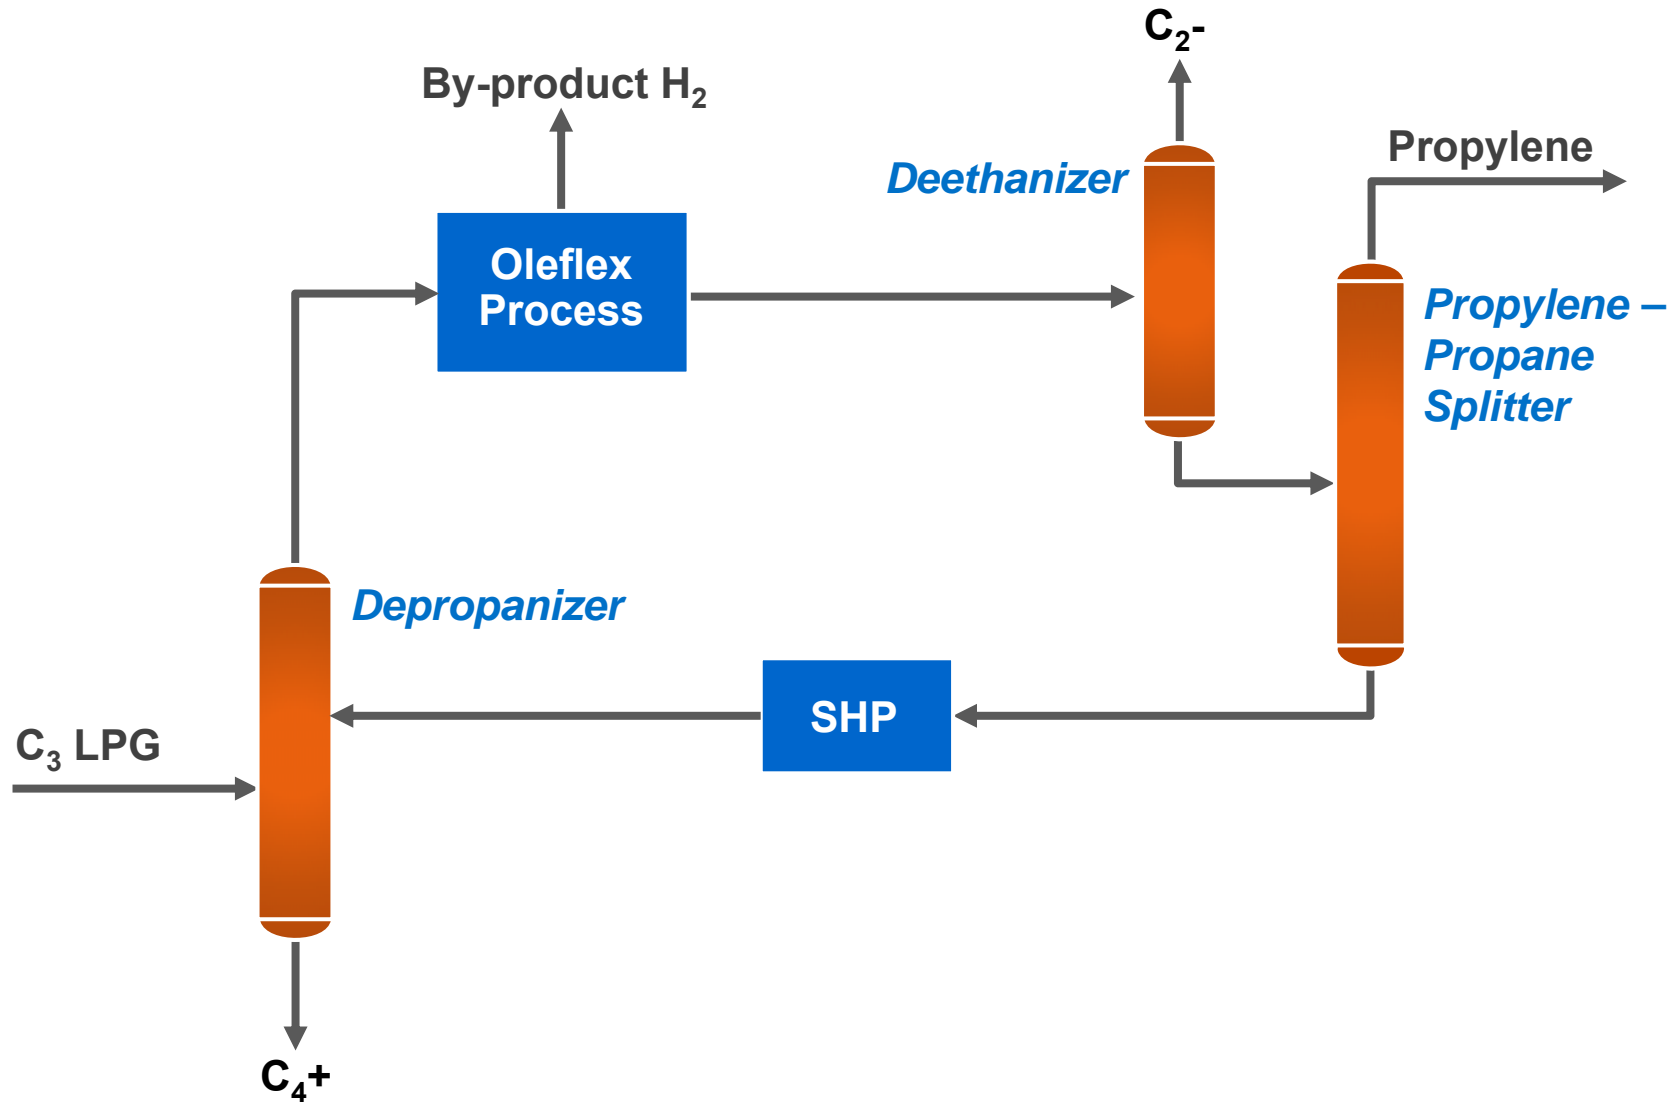 C₂-
By-product H₂
Propylene
Deethanizer
Oleflex
Process
Propylene –
Propane
Splitter
Depropanizer
SHP
C₃ LPG
C₄+